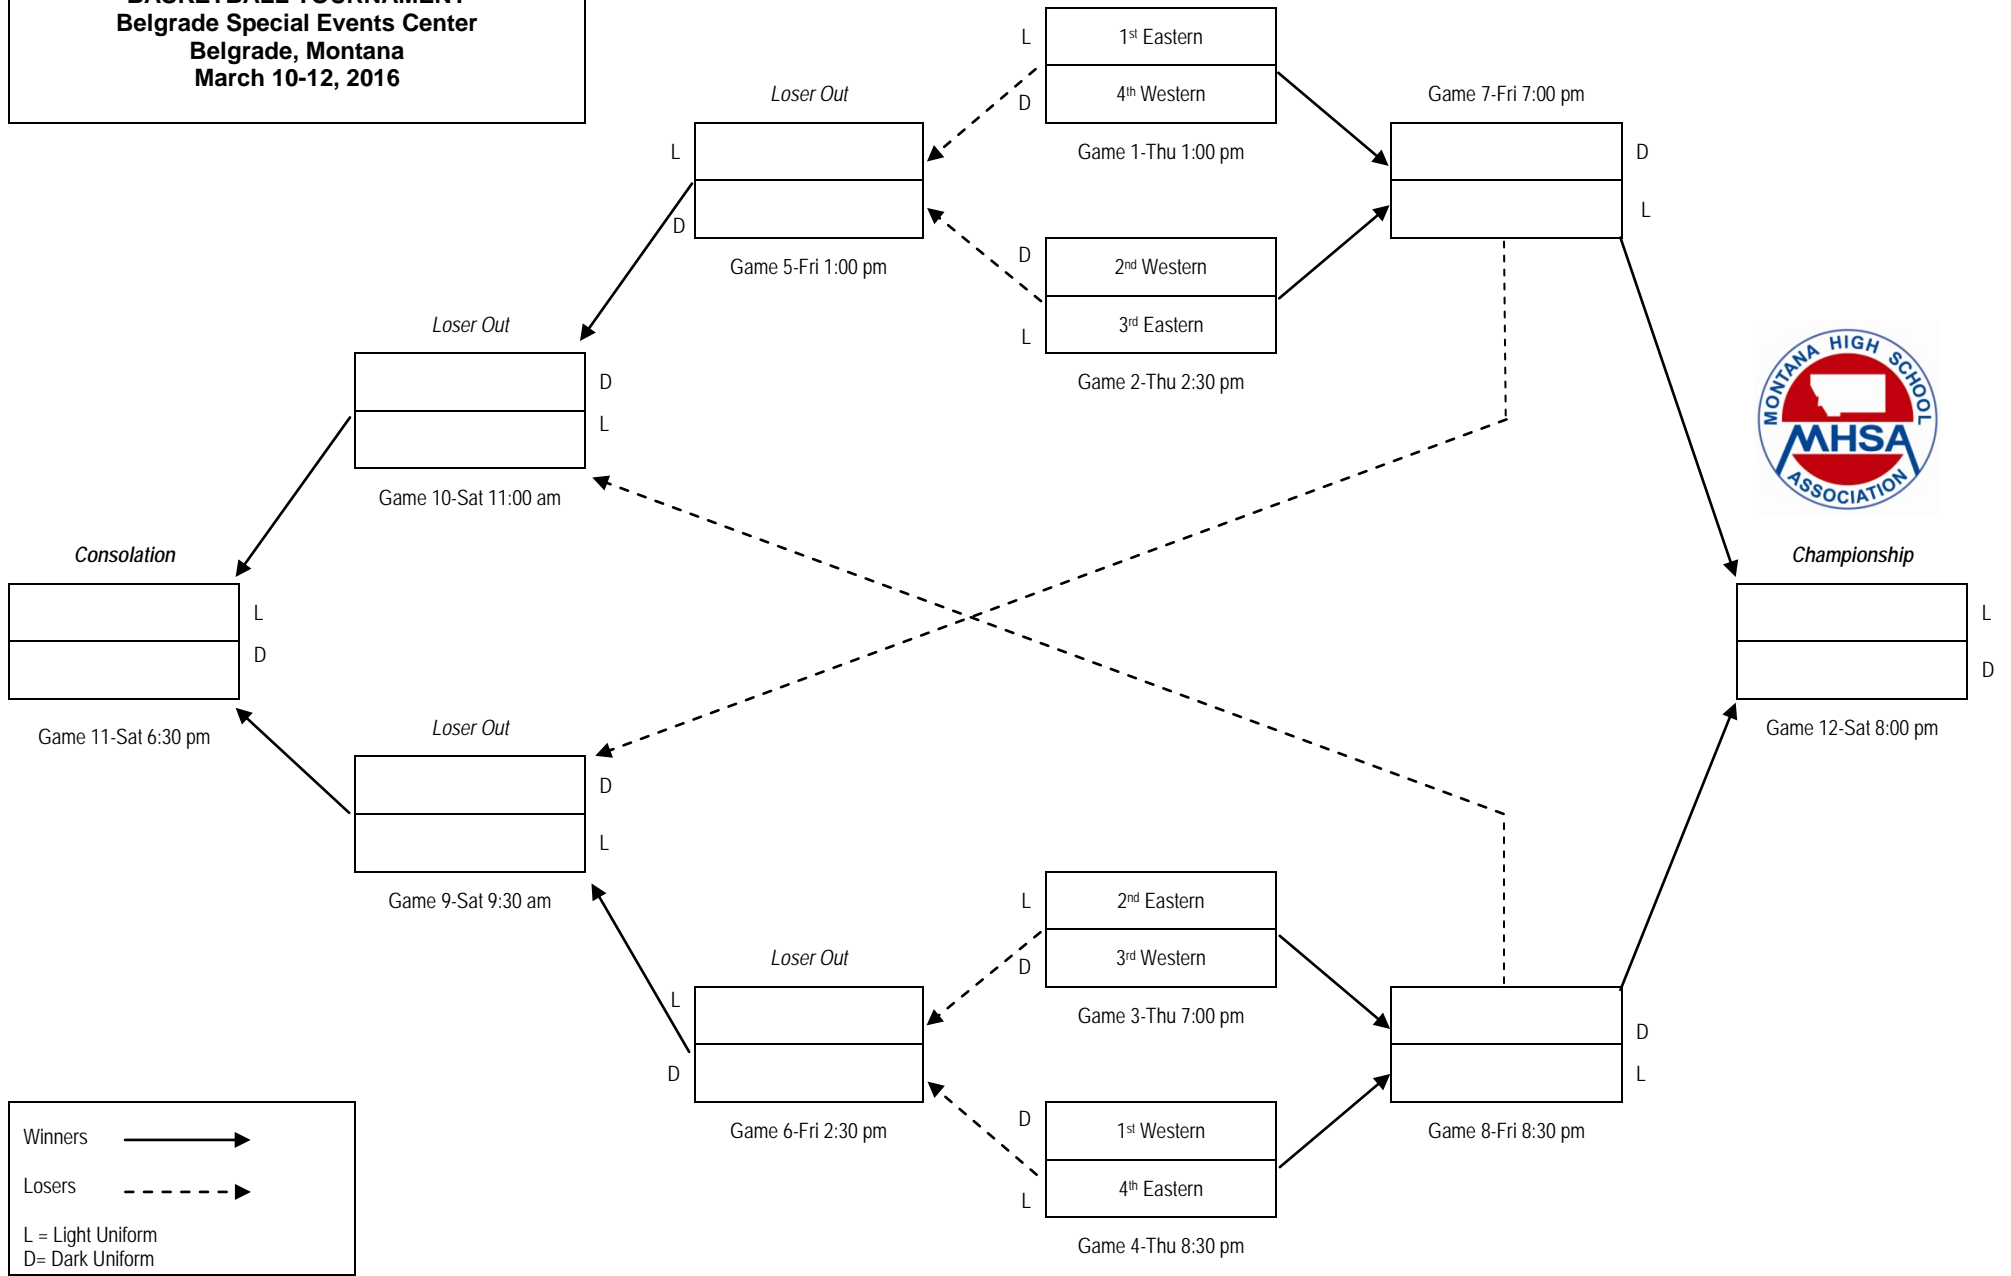 BASKETBALL TOURNAMENT
Belgrade Special Events Center
Belgrade, Montana
March 10-12, 2016
L
1st Eastern
D
4th Western
Game 1-Thu 1:00 pm
Loser Out
L
D
Game 5-Fri 1:00 pm
Game 7-Fri 7:00 pm
D
L
D
2nd Western
L
3rd Eastern
Game 2-Thu 2:30 pm
Loser Out
D
L
Game 10-Sat 11:00 am
MONTANA HIGH SCHOOL
MHSA
ASSOCIATION
Consolation
L
D
Game 11-Sat 6:30 pm
Championship
L
D
Game 12-Sat 8:00 pm
Loser Out
D
L
Game 9-Sat 9:30 am
L
2nd Eastern
D
3rd Western
Game 3-Thu 7:00 pm
Loser Out
L
D
Game 6-Fri 2:30 pm
D
L
Game 8-Fri 8:30 pm
D
1st Western
L
4th Eastern
Game 4-Thu 8:30 pm
Winners
Losers
L = Light Uniform
D= Dark Uniform